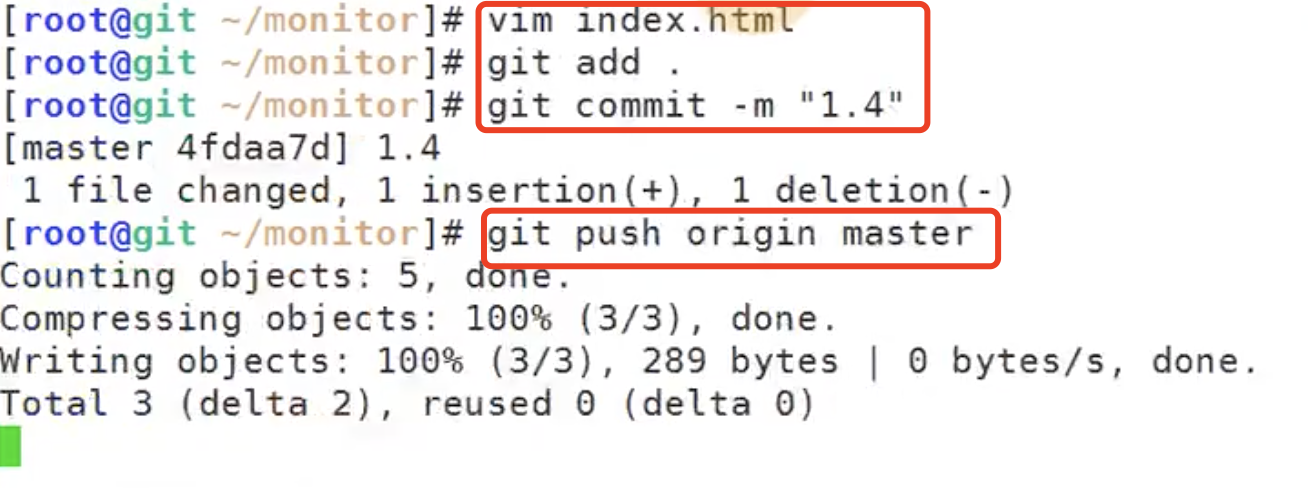 [root@git ~/monitor]# vim index.html
[root@git ~/monitor]# git add .
[root@git ~/monitor]# git commit -m "1.4"
[master 4fdaa7d] 1.4
 1 file changed, 1 insertion(+), 1 deletion(-)
[root@git ~/monitor]# git push origin master
Counting objects: 5, done.
Compressing objects: 100% (3/3), done.
Writing objects: 100% (3/3), 289 bytes | 0 bytes/s, done.
Total 3 (delta 2), reused 0 (delta 0)